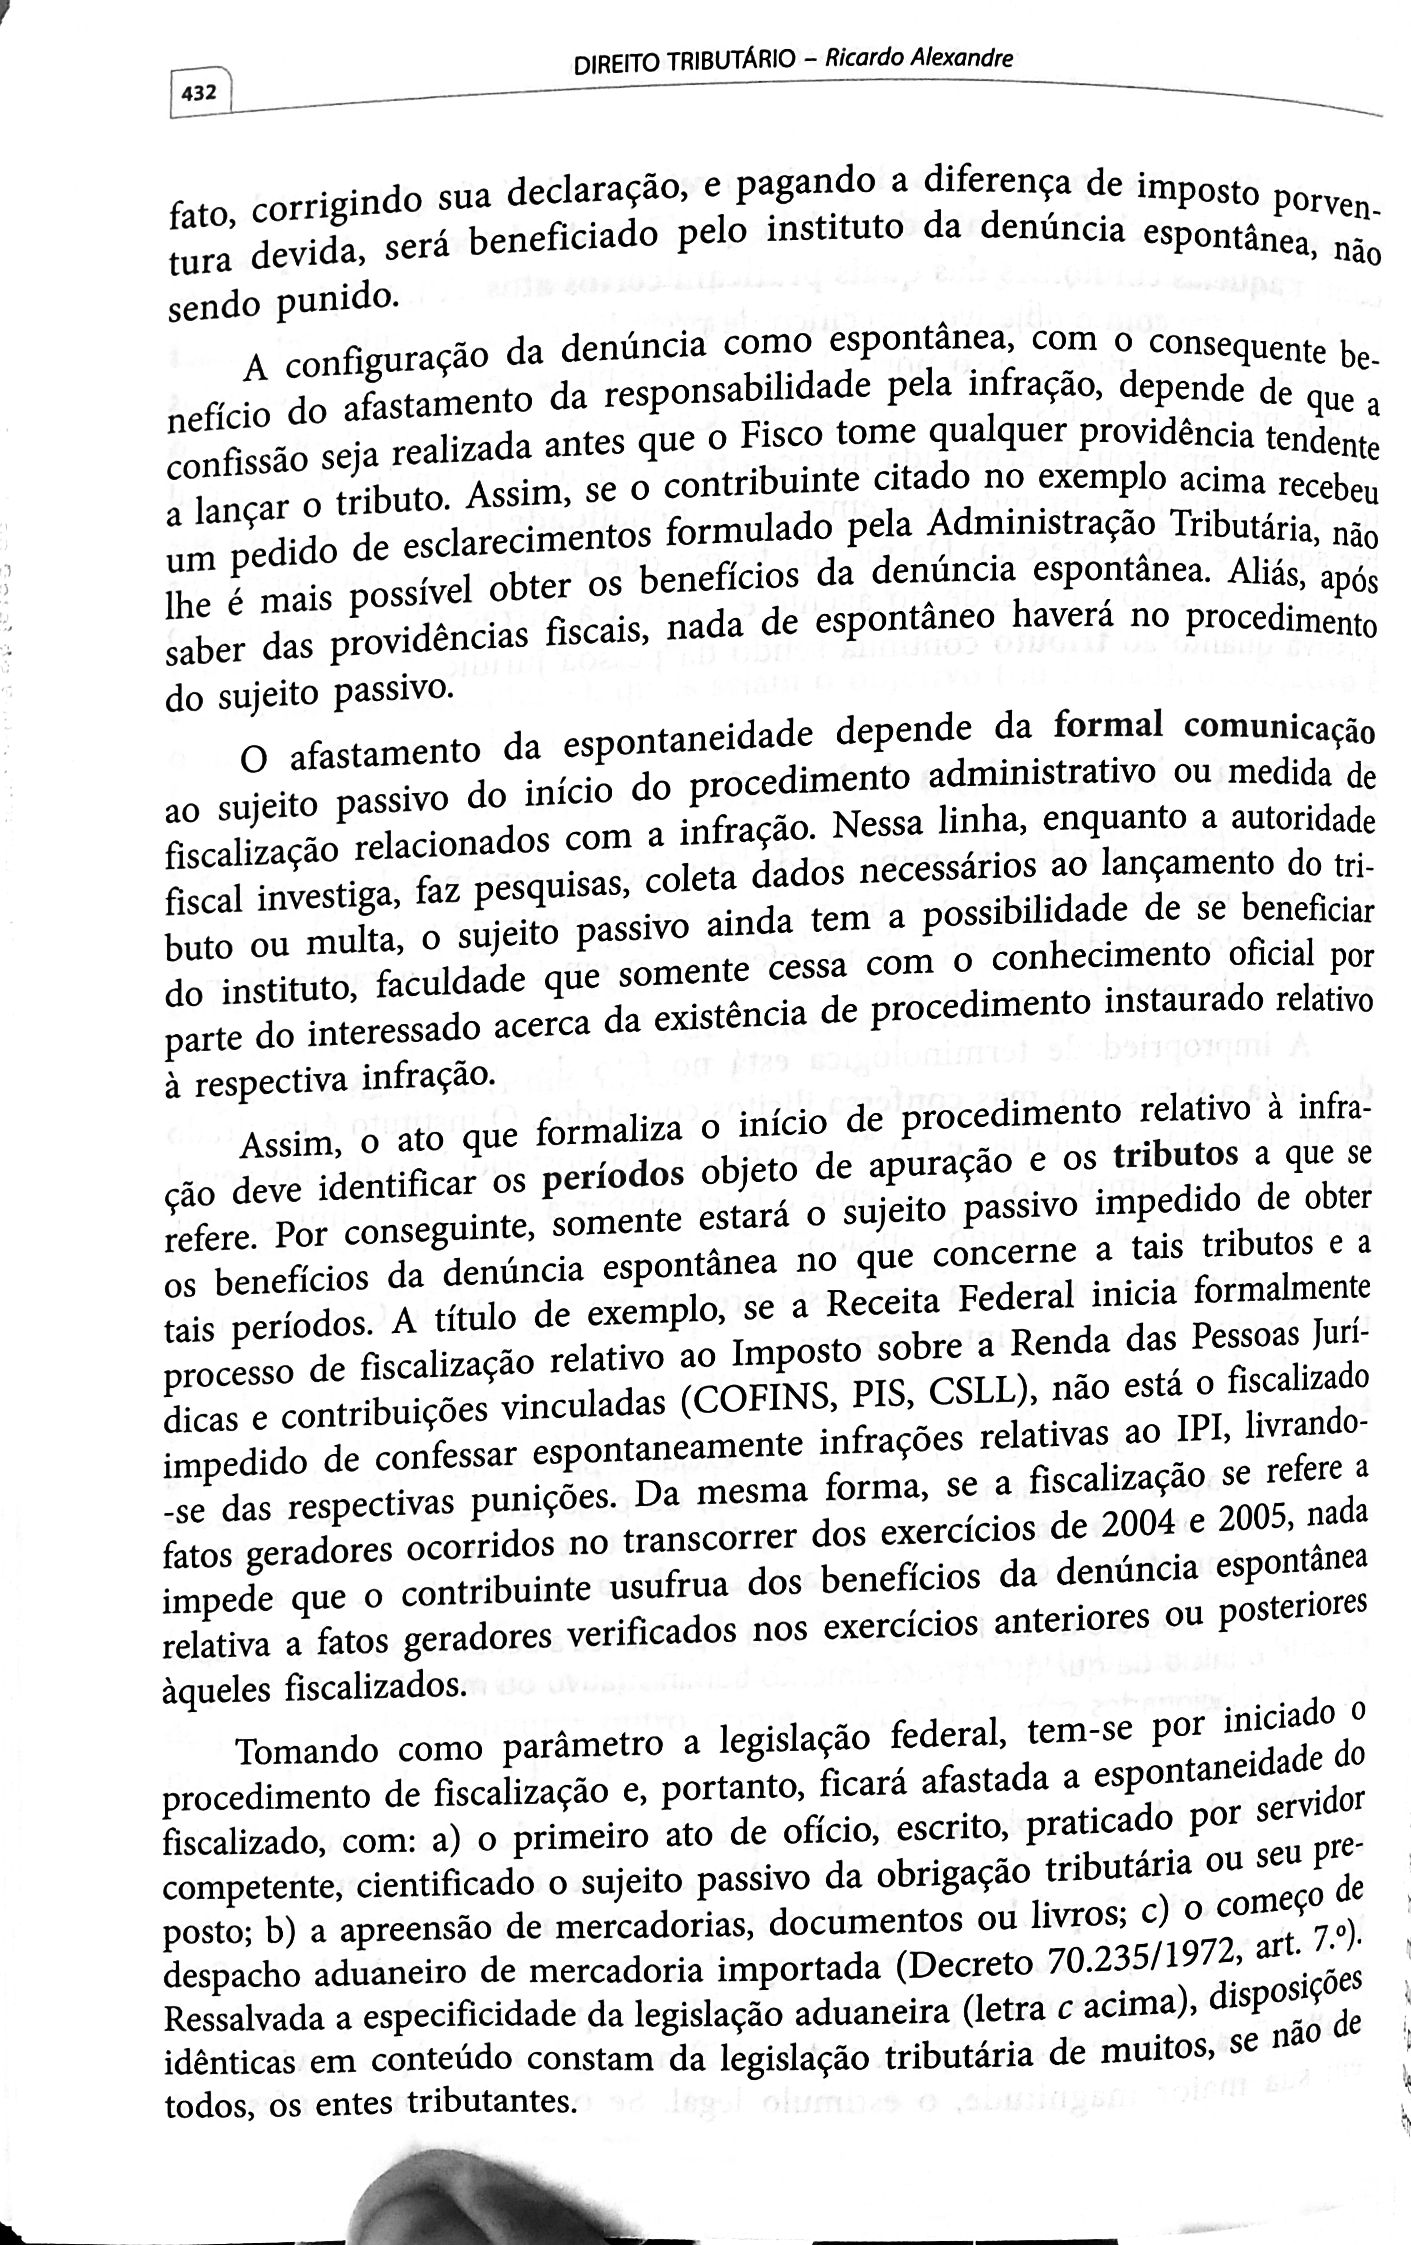 DIREITO TRIBUTÁRIO – Ricardo Alexandre
432
fato, corrigindo sua declaração, e pagando a diferença de imposto porven-
tura devida, será beneficiado pelo instituto da denúncia espontânea, não
sendo punido.
A configuração da denúncia como espontânea, com o consequente be-
nefício do afastamento da responsabilidade pela infração, depende de que a
confissão seja realizada antes que o Fisco tome qualquer providência tendente
a lançar o tributo. Assim, se o contribuinte citado no exemplo acima recebeu
um pedido de esclarecimentos formulado pela Administração Tributária, não
lhe é mais possível obter os benefícios da denúncia espontânea. Aliás, após
saber das providências fiscais, nada de espontâneo haverá no procedimento
do sujeito passivo.
O afastamento da espontaneidade depende da formal comunicação
ao sujeito passivo do início do procedimento administrativo ou medida de
fiscalização relacionados com a infração. Nessa linha, enquanto a autoridade
fiscal investiga, faz pesquisas, coleta dados necessários ao lançamento do tri-
buto ou multa, o sujeito passivo ainda tem a possibilidade de se beneficiar
do instituto, faculdade que somente cessa com o conhecimento oficial por
parte do interessado acerca da existência de procedimento instaurado relativo
à respectiva infração.
Assim, o ato que formaliza o início de procedimento relativo à infra-
ção deve identificar os períodos objeto de apuração e os tributos a que se
refere. Por conseguinte, somente estará o sujeito passivo impedido de obter
os benefícios da denúncia espontânea no que concerne a tais tributos e a
tais períodos. A título de exemplo, se a Receita Federal inicia formalmente
processo de fiscalização relativo ao Imposto sobre a Renda das Pessoas Jurí-
dicas e contribuições vinculadas (COFINS, PIS, CSLL), não está o fiscalizado
impedido de confessar espontaneamente infrações relativas ao IPI, livrando-
-se das respectivas punições. Da mesma forma, se a fiscalização se refere a
fatos geradores ocorridos no transcorrer dos exercícios de 2004 e 2005, nada
impede que o contribuinte usufrua dos benefícios da denúncia espontânea
relativa a fatos geradores verificados nos exercícios anteriores ou posteriores
àqueles fiscalizados.
Tomando como parâmetro a legislação federal, tem-se por iniciado o
procedimento de fiscalização e, portanto, ficará afastada a espontaneidade do
fiscalizado, com: a) o primeiro ato de ofício, escrito, praticado por servidor
competente, cientificado o sujeito passivo da obrigação tributária ou seu pre-
posto; b) a apreensão de mercadorias, documentos ou livros; c) o começo de
despacho aduaneiro de mercadoria importada (Decreto 70.235/1972, art. 7.º).
Ressalvada a especificidade da legislação aduaneira (letra c acima), disposições
idênticas em conteúdo constam da legislação tributária de muitos, se não de
todos, os entes tributantes.